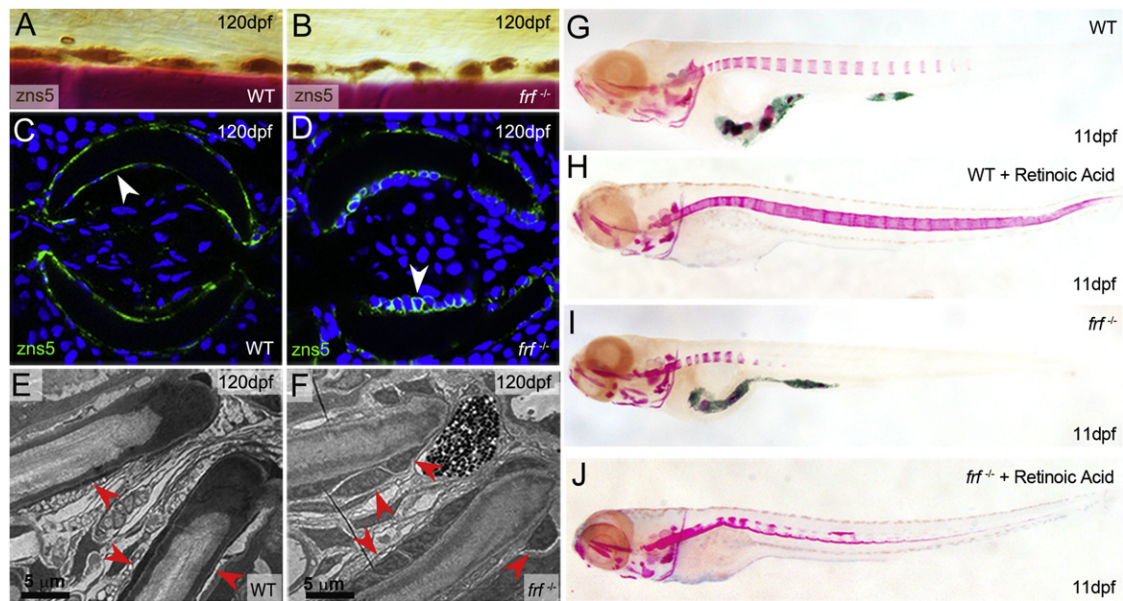 A
120dpf
zns5
WT
B
120dpf
zns5
frf -/-
C
120dpf
zns5
WT
D
120dpf
zns5
frf -/-
E
120dpf
5 µm
WT
F
120dpf
5 µm
frf -/-
G
WT
11dpf
H
WT + Retinoic Acid
11dpf
I
frf -/-
11dpf
J
frf -/- + Retinoic Acid
11dpf